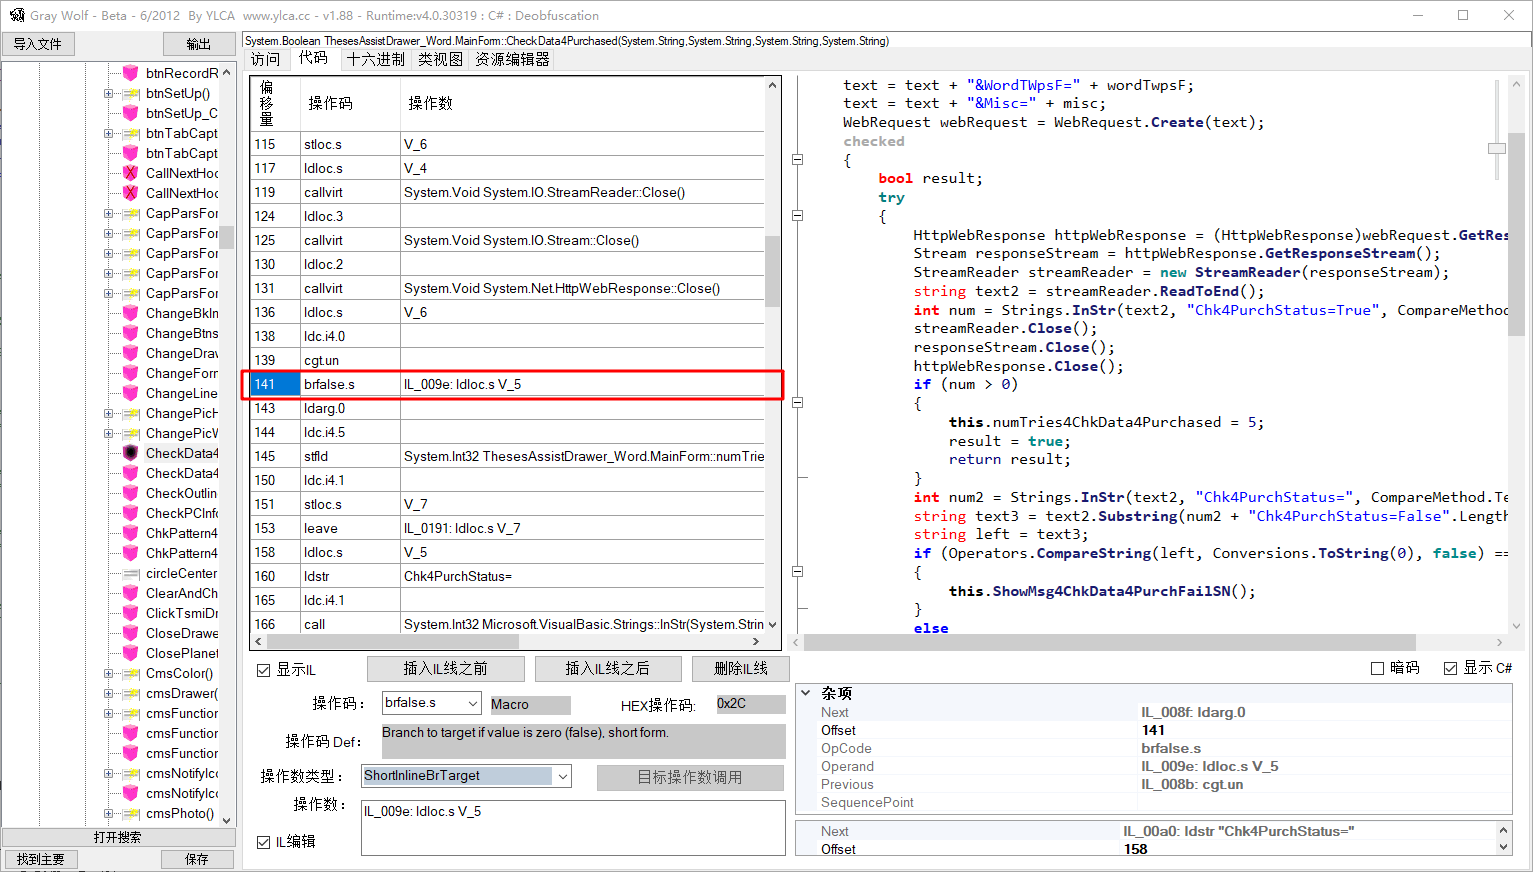 Gray Wolf - Beta - 6/2012 By YLCA www.ylca.cc - v1.88 - Runtime:v4.0.30319 : C# : Deobfuscation
导入文件
输出
System.Boolean ThesesAssistDrawer_Word.MainForm::CheckData4Purchased(System.String,System.String,System.String,System.String)
访问 代码 十六进制 类视图 资源编辑器
btnRecordR
btnSetUp()
btnSetUp_C
btnTabCapt
btnTabCapt
CallNextHoo
CallNextHoo
CapParsFor
CapParsFor
CapParsFor
CapParsFor
CapParsFor
ChangeBkIn
ChangeBtns
ChangeDraw
ChangeForn
ChangeLine
ChangePicH
ChangePicW
CheckData4
CheckData4
CheckOutlin
CheckPCInfo
ChkPattern4
ChkPattern4
circleCenter
ClearAndCh
ClickTsmiDr
CloseDrawe
ClosePlanet
CmsColor()
cmsDrawer(
cmsFunction
cmsFunction
cmsFunction
cmsNotifyIco
cmsNotifyIco
cmsPhoto()
打开搜索
找到主要
保存
偏移量 操作码 操作数
115 stloc.s V_6
117 ldloc.s V_4
119 callvirt System.Void System.IO.StreamReader::Close()
124 ldloc.3
125 callvirt System.Void System.IO.Stream::Close()
130 ldloc.2
131 callvirt System.Void System.Net.HttpWebResponse::Close()
136 ldloc.s V_6
138 ldc.i4.0
139 cgt.un
141 brfalse.s IL_009e: ldloc.s V_5
143 ldarg.0
144 ldc.i4.5
145 stfld System.Int32 ThesesAssistDrawer_Word.MainForm::numTrie
150 ldc.i4.1
151 stloc.s V_7
153 leave IL_0191: ldloc.s V_7
158 ldloc.s V_5
160 ldstr Chk4PurchStatus=
165 ldc.i4.1
166 call System.Int32 Microsoft.VisualBasic.Strings::InStr(System.Strin
text = text + "&WordTWpsF=" + wordTwpsF;
text = text + "&Misc=" + misc;
WebRequest webRequest = WebRequest.Create(text);
checked
{
bool result;
try
{
HttpWebResponse httpWebResponse = (HttpWebResponse)webRequest.GetRes
Stream responseStream = httpWebResponse.GetResponseStream();
StreamReader streamReader = new StreamReader(responseStream);
string text2 = streamReader.ReadToEnd();
int num = Strings.InStr(text2, "Chk4PurchStatus=True", CompareMethod
streamReader.Close();
responseStream.Close();
httpWebResponse.Close();
if (num > 0)
{
this.numTries4ChkData4Purchased = 5;
result = true;
return result;
}
int num2 = Strings.InStr(text2, "Chk4PurchStatus=", CompareMethod.Te
string text3 = text2.Substring(num2 + "Chk4PurchStatus=False".Length
string left = text3;
if (Operators.CompareString(left, Conversions.ToString(0), false) ==
{
this.ShowMsg4ChkData4PurchFailSN();
}
else
显示IL
插入IL线之前
插入IL线之后
删除IL线
暗码
显示 C#
操作码： brfalse.s Macro HEX操作码: 0x2C
操作码 Def： Branch to target if value is zero (false), short form.
操作数类型： ShortInlineBrTarget 目标操作数调用
操作数： IL_009e: ldloc.s V_5
IL编辑
杂项
Next IL_008f: ldarg.0
Offset 141
OpCode brfalse.s
Operand IL_009e: ldloc.s V_5
Previous IL_008b: cgt.un
SequencePoint
Next IL_00a0: ldstr "Chk4PurchStatus="
Offset 158